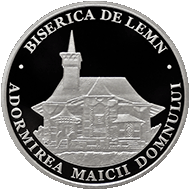 · BISERICA DE LEMN ·
ADORMIREA MAICII DOMNULUI